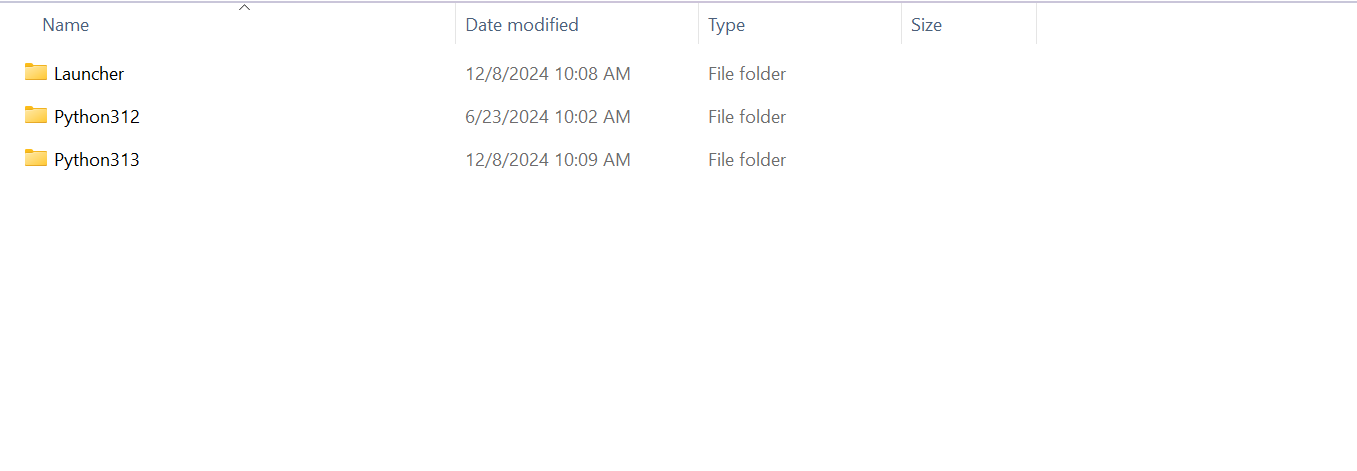 Name Date modified Type Size
Launcher 12/8/2024 10:08 AM File folder
Python312 6/23/2024 10:02 AM File folder
Python313 12/8/2024 10:09 AM File folder